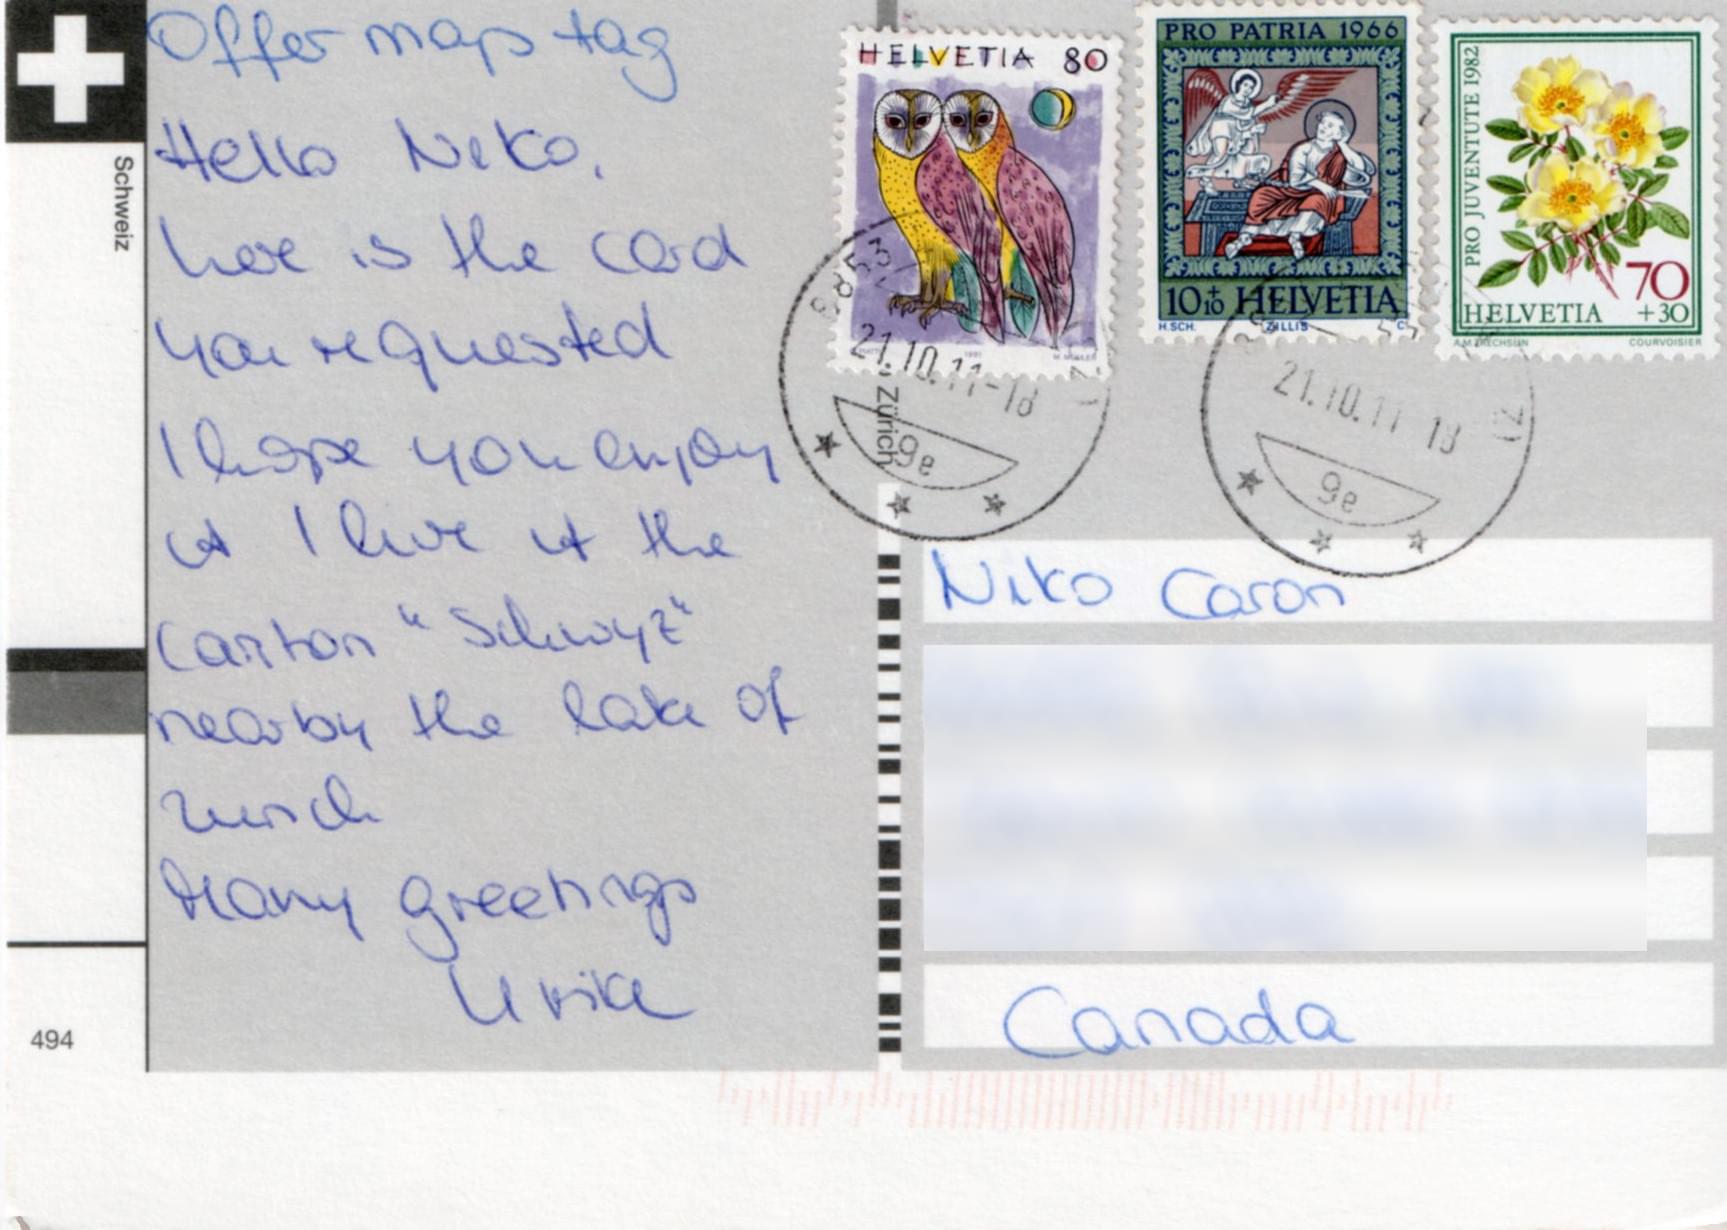 Schweiz
494
Offer map tag
Hello Niko,
here is the card
you requested
I hope you enjoy
it I live at the
canton "Schwyz"
nearby the lake of
Zurich
Many greetings
Ulrike
HELVETIA 80
1991
PRO PATRIA 1966
10+10 HELVETIA
H.SCH. ZILLIS C
PRO JUVENTUTE 1982
70
HELVETIA +30
COURVOISIER
8853
21.10.11-18
9e
Zürich
21.10.11-18
9e
Niko Caron
Canada